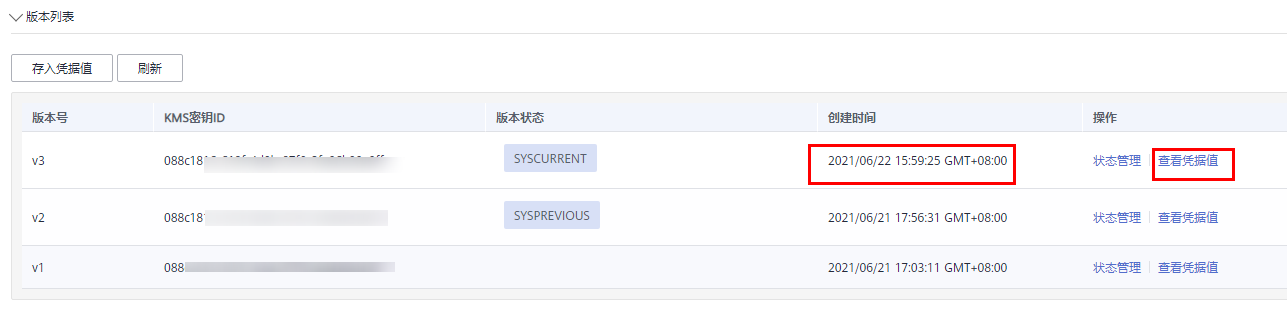 版本列表
存入凭据值 刷新
版本号 KMS密钥ID 版本状态 创建时间 操作
v3 088c18 SYSCURRENT 2021/06/22 15:59:25 GMT+08:00 状态管理 查看凭据值
v2 088c18 SYSPREVIOUS 2021/06/21 17:56:31 GMT+08:00 状态管理 查看凭据值
v1 088 2021/06/21 17:03:11 GMT+08:00 状态管理 查看凭据值